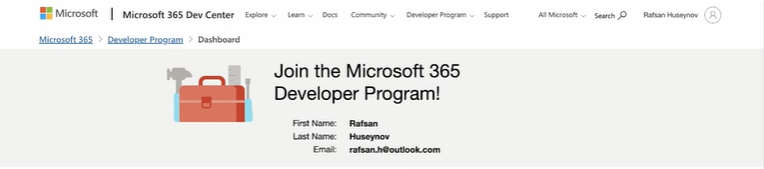 Microsoft Microsoft 365 Dev Center Explore Learn Docs Community Developer Program Support All Microsoft Search Rafsan Huseynov
Microsoft 365 > Developer Program > Dashboard
Join the Microsoft 365
Developer Program!
First Name: Rafsan
Last Name: Huseynov
Email: rafsan.h@outlook.com